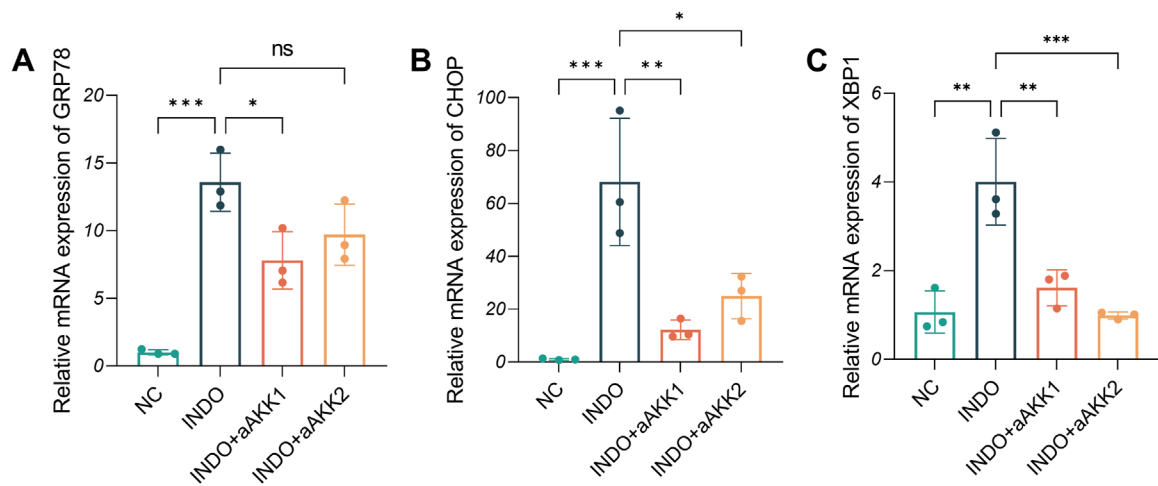 A
Relative mRNA expression of GRP78
ns
*** *
20
15
10
5
0
NC
INDO
INDO+aAKK1
INDO+aAKK2
B
Relative mRNA expression of CHOP
*
*** **
100
80
60
40
20
0
NC
INDO
INDO+aAKK1
INDO+aAKK2
C
Relative mRNA expression of XBP1
***
** **
6
4
2
0
NC
INDO
INDO+aAKK1
INDO+aAKK2